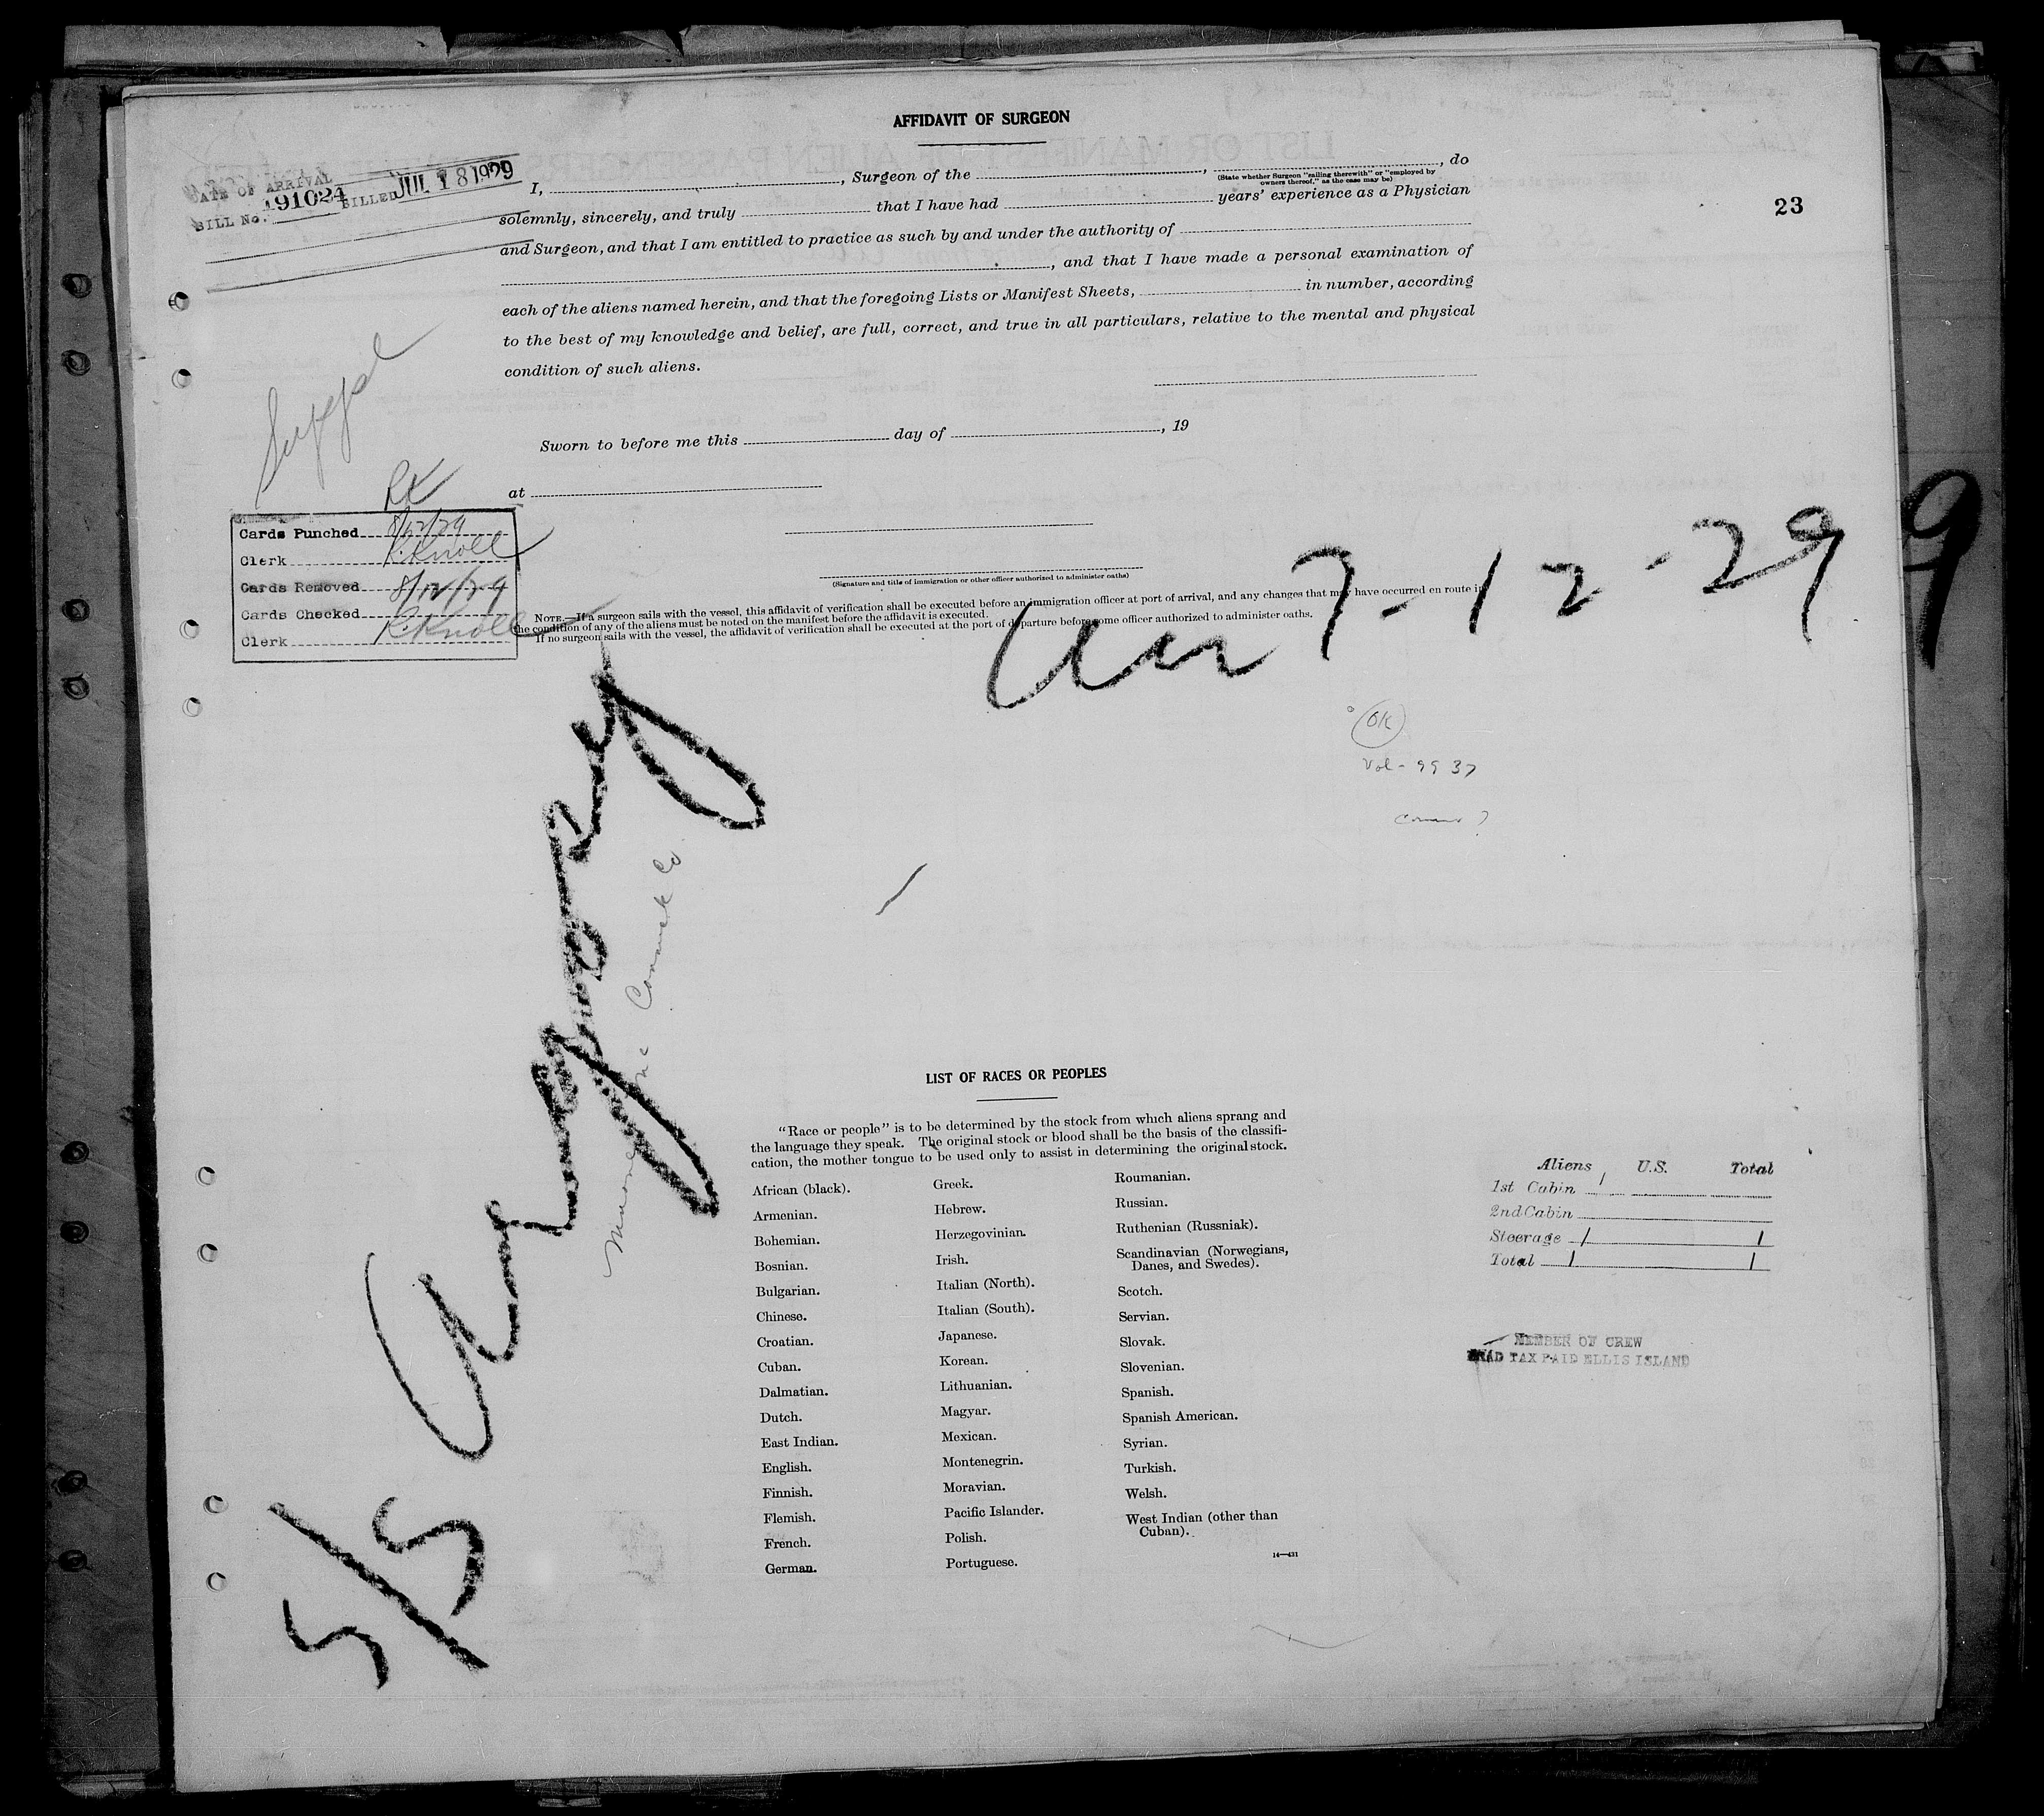 AFFIDAVIT OF SURGEON
DATE OF ARRIVAL
BILL No. 191024 BILLED JUL 18 1929
23
I, , Surgeon of the , , do
(State whether Surgeon "sailing therewith" or "employed by
owners thereof," as the case may be)
solemnly, sincerely, and truly that I have had years' experience as a Physician
and Surgeon, and that I am entitled to practice as such by and under the authority of
, and that I have made a personal examination of
each of the aliens named herein, and that the foregoing Lists or Manifest Sheets, in number, according
to the best of my knowledge and belief, are full, correct, and true in all particulars, relative to the mental and physical
condition of such aliens.
Suppl
Sworn to before me this day of , 19
at
RK
Cards Punched 8/12/29
Clerk R. Knoll
Cards Removed 8/12/29
Cards Checked
Clerk R. Knoll
(Signature and title of immigration or other officer authorized to administer oaths)
NOTE.—If a surgeon sails with the vessel, this affidavit of verification shall be executed before an immigration officer at port of arrival, and any changes that may have occurred en route in
the condition of any of the aliens must be noted on the manifest before the affidavit is executed.
If no surgeon sails with the vessel, the affidavit of verification shall be executed at the port of departure before some officer authorized to administer oaths.
Arr 7-12-29
9
OK
Vol- 9937
S/S
LIST OF RACES OR PEOPLES
"Race or people" is to be determined by the stock from which aliens sprang and
the language they speak. The original stock or blood shall be the basis of the classifi-
cation, the mother tongue to be used only to assist in determining the original stock.
African (black).
Armenian.
Bohemian.
Bosnian.
Bulgarian.
Chinese.
Croatian.
Cuban.
Dalmatian.
Dutch.
East Indian.
English.
Finnish.
Flemish.
French.
German.
Greek.
Hebrew.
Herzegovinian.
Irish.
Italian (North).
Italian (South).
Japanese.
Korean.
Lithuanian.
Magyar.
Mexican.
Montenegrin.
Moravian.
Pacific Islander.
Polish.
Portuguese.
Roumanian.
Russian.
Ruthenian (Russniak).
Scandinavian (Norwegians,
Danes, and Swedes).
Scotch.
Servian.
Slovak.
Slovenian.
Spanish.
Spanish American.
Syrian.
Turkish.
Welsh.
West Indian (other than
Cuban).
14—431
Aliens U.S. Total
1st Cabin
2nd Cabin
Steerage 1 1
Total 1 1
MEMBER OF CREW
HEAD TAX PAID ELLIS ISLAND